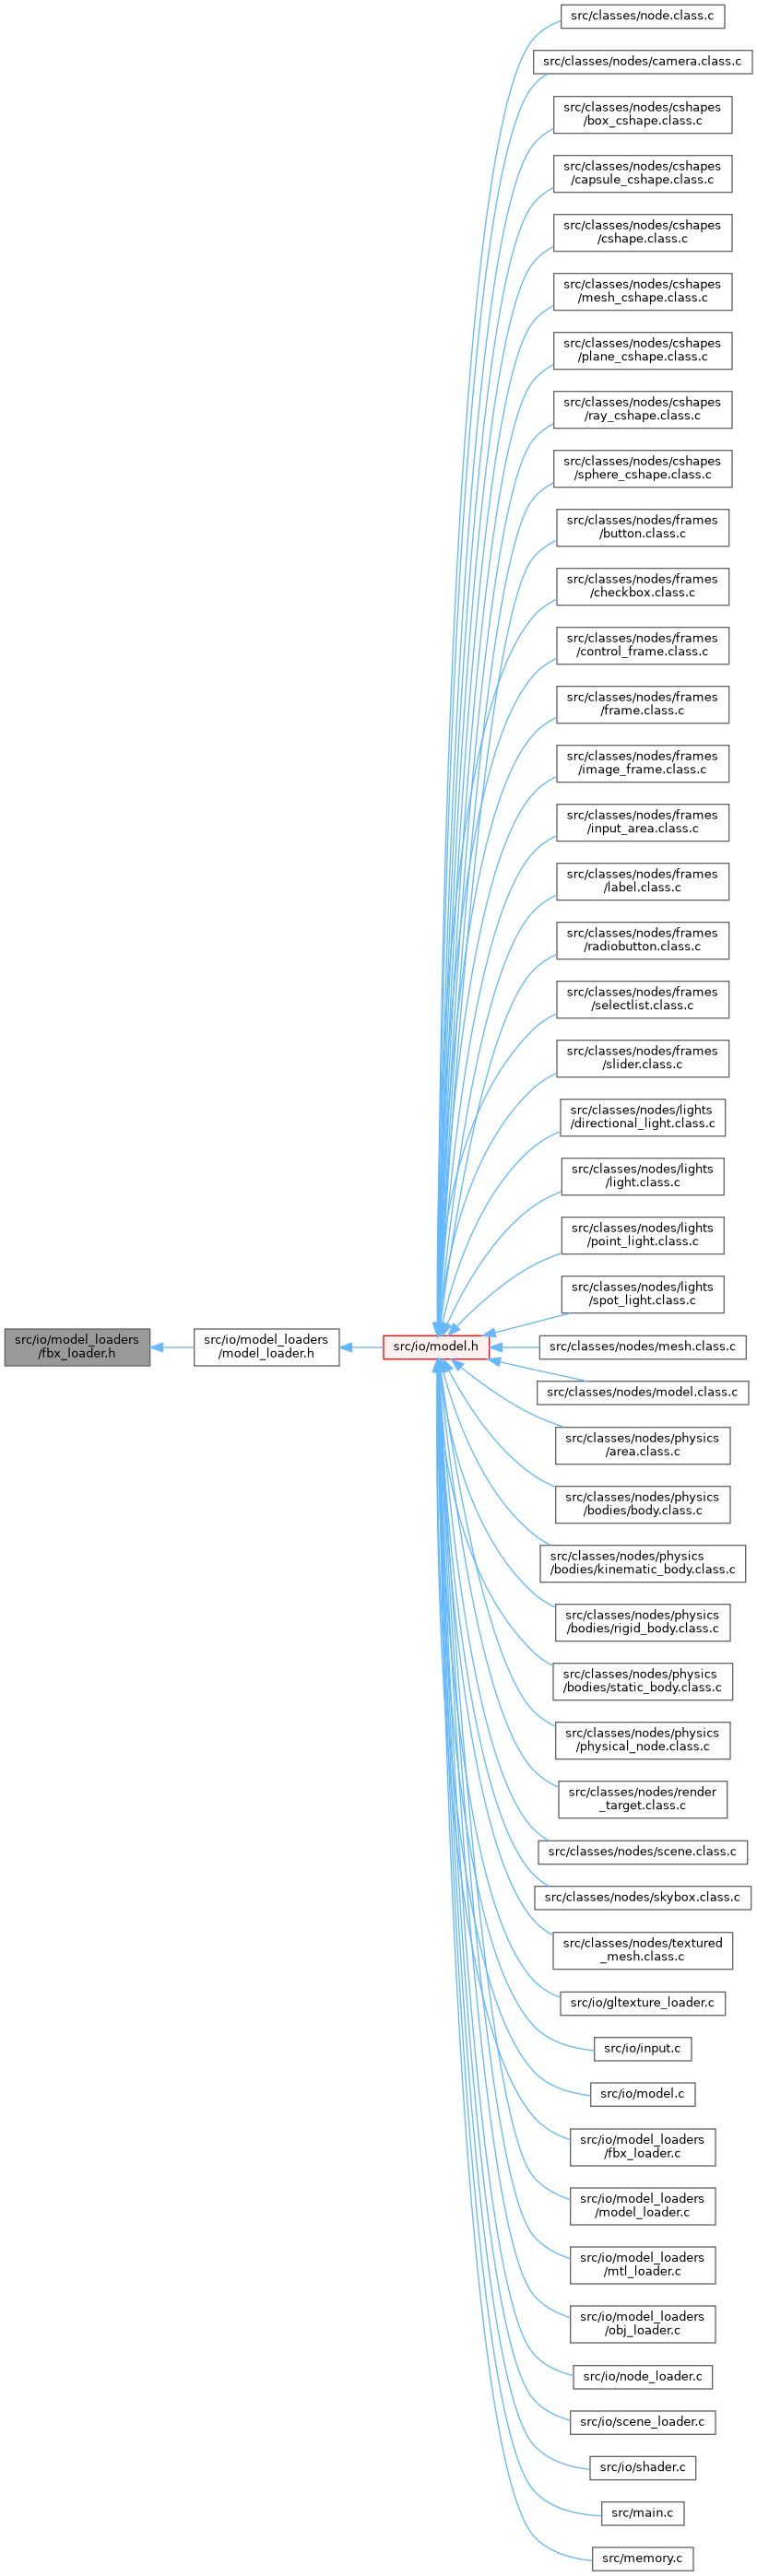 src/classes/node.class.c
src/classes/nodes/camera.class.c
src/classes/nodes/cshapes
/box_cshape.class.c
src/classes/nodes/cshapes
/capsule_cshape.class.c
src/classes/nodes/cshapes
/cshape.class.c
src/classes/nodes/cshapes
/mesh_cshape.class.c
src/classes/nodes/cshapes
/plane_cshape.class.c
src/classes/nodes/cshapes
/ray_cshape.class.c
src/classes/nodes/cshapes
/sphere_cshape.class.c
src/classes/nodes/frames
/button.class.c
src/classes/nodes/frames
/checkbox.class.c
src/classes/nodes/frames
/control_frame.class.c
src/classes/nodes/frames
/frame.class.c
src/classes/nodes/frames
/image_frame.class.c
src/classes/nodes/frames
/input_area.class.c
src/classes/nodes/frames
/label.class.c
src/classes/nodes/frames
/radiobutton.class.c
src/classes/nodes/frames
/selectlist.class.c
src/classes/nodes/frames
/slider.class.c
src/classes/nodes/lights
/directional_light.class.c
src/classes/nodes/lights
/light.class.c
src/classes/nodes/lights
/point_light.class.c
src/classes/nodes/lights
/spot_light.class.c
src/io/model_loaders
/fbx_loader.h
src/io/model_loaders
/model_loader.h
src/io/model.h
src/classes/nodes/mesh.class.c
src/classes/nodes/model.class.c
src/classes/nodes/physics
/area.class.c
src/classes/nodes/physics
/bodies/body.class.c
src/classes/nodes/physics
/bodies/kinematic_body.class.c
src/classes/nodes/physics
/bodies/rigid_body.class.c
src/classes/nodes/physics
/bodies/static_body.class.c
src/classes/nodes/physics
/physical_node.class.c
src/classes/nodes/render
_target.class.c
src/classes/nodes/scene.class.c
src/classes/nodes/skybox.class.c
src/classes/nodes/textured
_mesh.class.c
src/io/gltexture_loader.c
src/io/input.c
src/io/model.c
src/io/model_loaders
/fbx_loader.c
src/io/model_loaders
/model_loader.c
src/io/model_loaders
/mtl_loader.c
src/io/model_loaders
/obj_loader.c
src/io/node_loader.c
src/io/scene_loader.c
src/io/shader.c
src/main.c
src/memory.c